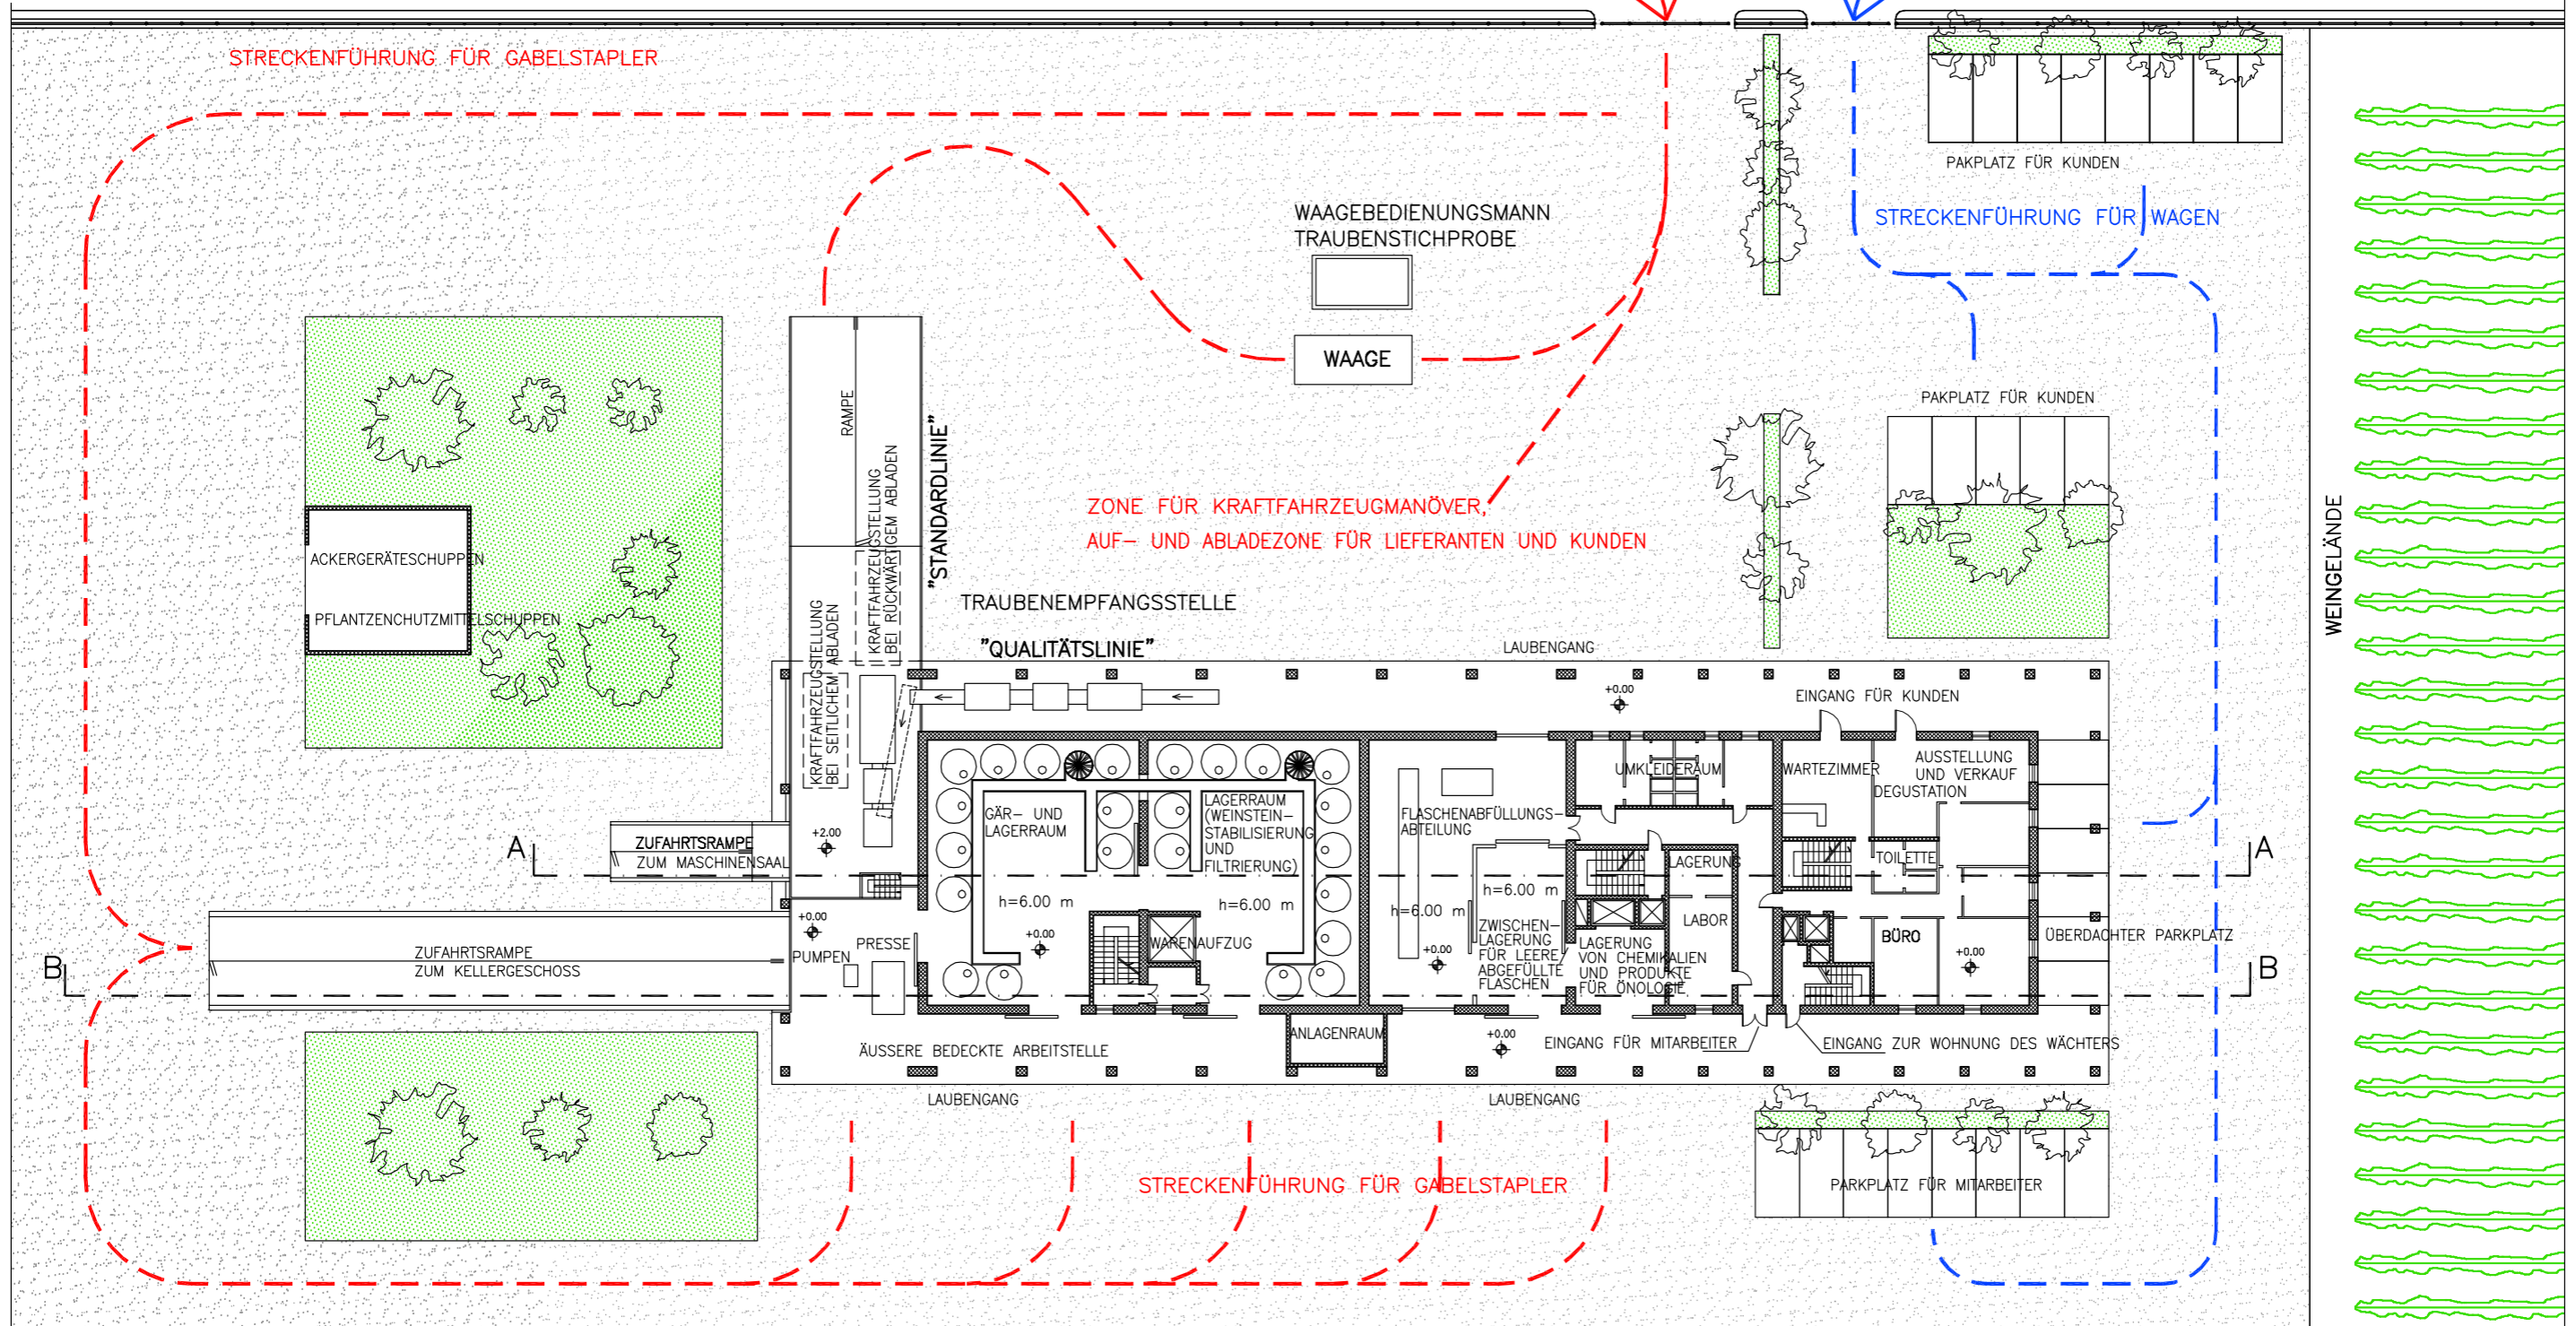 STRECKENFÜHRUNG FÜR GABELSTAPLER
PAKPLATZ FÜR KUNDEN
WAAGEBEDIENUNGSMANN
TRAUBENSTICHPROBE
STRECKENFÜHRUNG FÜR WAGEN
WAAGE
RAMPE
PAKPLATZ FÜR KUNDEN
"STANDARDLINIE"
KRAFTFAHRZEUGSTELLUNG
BEI RÜCKWÄRTIGEM ABLADEN
ZONE FÜR KRAFTFAHRZEUGMANÖVER,
AUF- UND ABLADEZONE FÜR LIEFERANTEN UND KUNDEN
WEINGELÄNDE
ACKERGERÄTESCHUPPEN
PFLANTZENCHUTZMITTELSCHUPPEN
KRAFTFAHRZEUGSTELLUNG
BEI SEITLICHEM ABLADEN
TRAUBENEMPFANGSSTELLE
"QUALITÄTSLINIE"
LAUBENGANG
+0.00
EINGANG FÜR KUNDEN
UMKLEIDERAUM
WARTEZIMMER
AUSSTELLUNG
UND VERKAUF
DEGUSTATION
GÄR- UND
LAGERRAUM
LAGERRAUM
(WEINSTEIN-
STABILISIERUNG
UND
FILTRIERUNG)
FLASCHENABFÜLLUNGS-
ABTEILUNG
+2.00
A
ZUFAHRTSRAMPE
ZUM MASCHINENSAAL
LAGERUNG
TOILETTE
A
h=6.00 m
h=6.00 m
h=6.00 m
h=6.00 m
+0.00
PUMPEN
PRESSE
+0.00
WARENAUFZUG
+0.00
ZWISCHEN-
LAGERUNG
FÜR LEERE/
ABGEFÜLLTE
FLASCHEN
LAGERUNG
VON CHEMIKALIEN
UND PRODUKTE
FÜR ÖNOLOGIE
LABOR
BÜRO
+0.00
ÜBERDACHTER PARKPLATZ
B
ZUFAHRTSRAMPE
ZUM KELLERGESCHOSS
B
ANLAGENRAUM
+0.00
ÄUSSERE BEDECKTE ARBEITSTELLE
EINGANG FÜR MITARBEITER
EINGANG ZUR WOHNUNG DES WÄCHTERS
LAUBENGANG
LAUBENGANG
STRECKENFÜHRUNG FÜR GABELSTAPLER
PARKPLATZ FÜR MITARBEITER